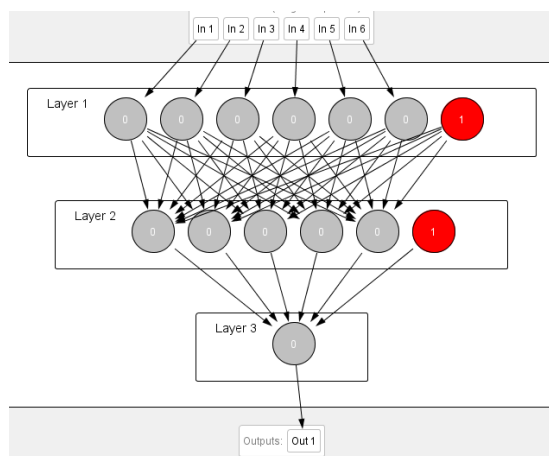 In 1 In 2 In 3 In 4 In 5 In 6
Layer 1
0 0 0 0 0 0 1
Layer 2
0 0 0 0 0 1
Layer 3
0
Outputs: Out 1